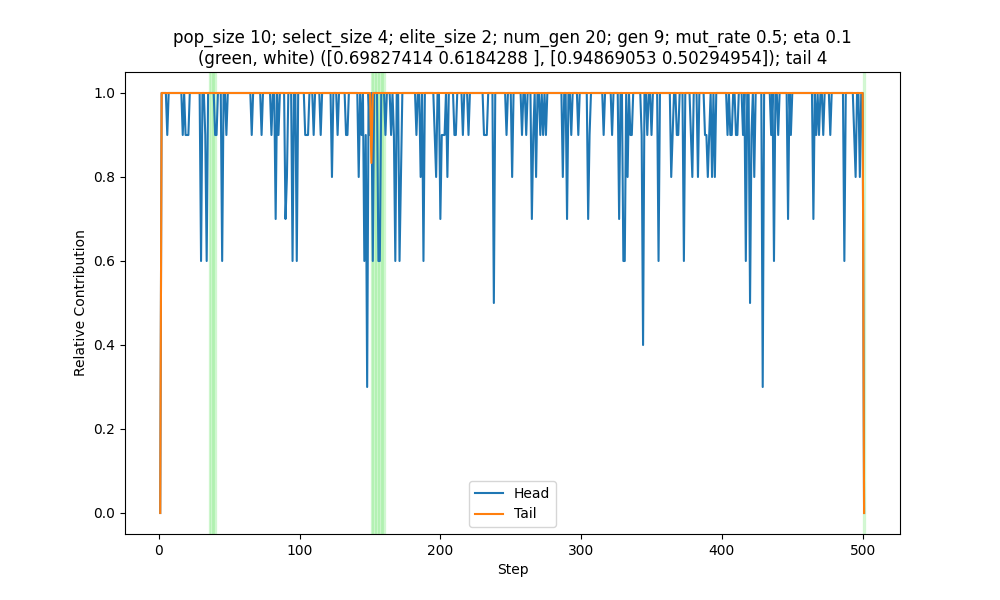 pop_size 10; select_size 4; elite_size 2; num_gen 20; gen 9; mut_rate 0.5; eta 0.1
(green, white) ([0.69827414 0.6184288 ], [0.94869053 0.50294954]); tail 4
1.0
0.8
0.6
0.4
0.2
0.0
Relative Contribution
Head
Tail
0
100
200
300
400
500
Step